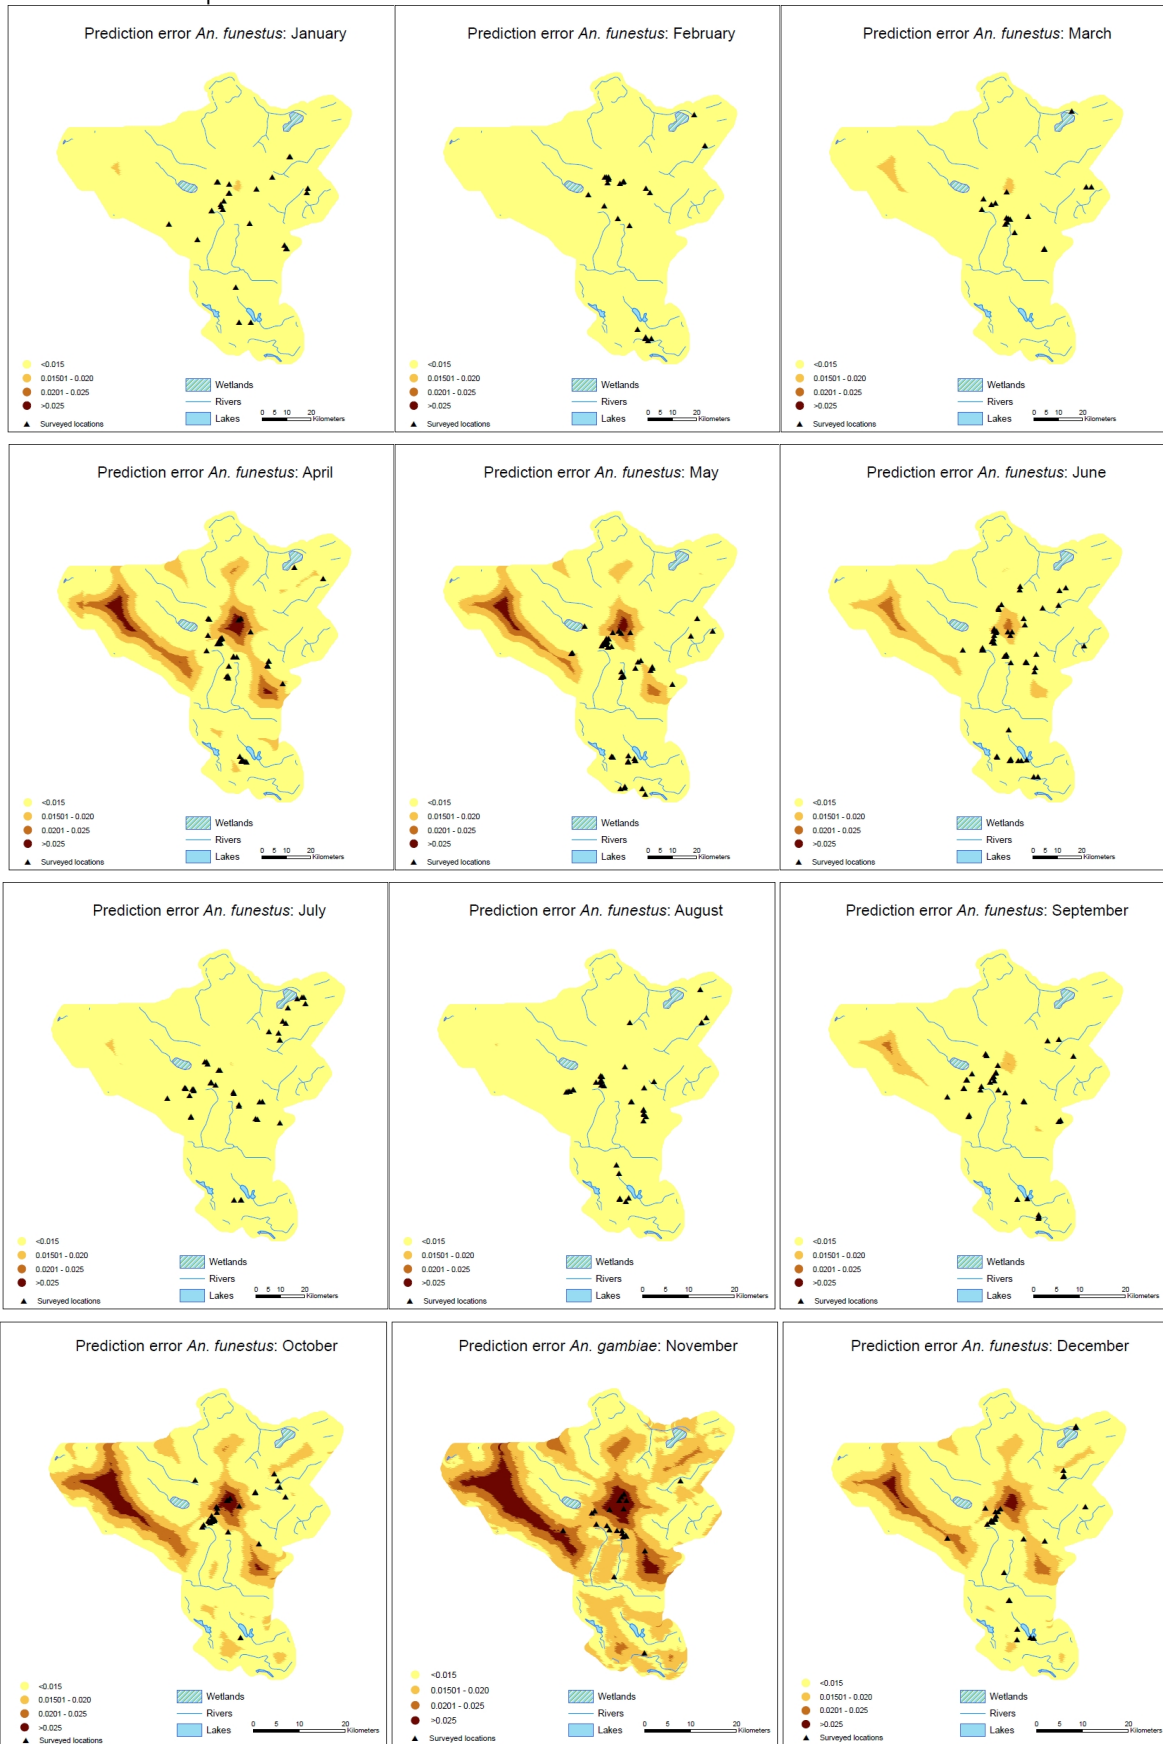 Prediction error An. funestus: January
<0.015
0.01501 - 0.020
0.0201 - 0.025
>0.025
Surveyed locations
Wetlands
Rivers
Lakes
0 5 10 20
Kilometers
Prediction error An. funestus: February
<0.015
0.01501 - 0.020
0.0201 - 0.025
>0.025
Surveyed locations
Wetlands
Rivers
Lakes
0 5 10 20
Kilometers
Prediction error An. funestus: March
<0.015
0.01501 - 0.020
0.0201 - 0.025
>0.025
Surveyed locations
Wetlands
Rivers
Lakes
0 5 10 20
Kilometers
Prediction error An. funestus: April
<0.015
0.01501 - 0.020
0.0201 - 0.025
>0.025
Surveyed locations
Wetlands
Rivers
Lakes
0 5 10 20
Kilometers
Prediction error An. funestus: May
<0.015
0.01501 - 0.020
0.0201 - 0.025
>0.025
Surveyed locations
Wetlands
Rivers
Lakes
0 5 10 20
Kilometers
Prediction error An. funestus: June
<0.015
0.01501 - 0.020
0.0201 - 0.025
>0.025
Surveyed locations
Wetlands
Rivers
Lakes
0 5 10 20
Kilometers
Prediction error An. funestus: July
<0.015
0.01501 - 0.020
0.0201 - 0.025
>0.025
Surveyed locations
Wetlands
Rivers
Lakes
0 5 10 20
Kilometers
Prediction error An. funestus: August
<0.015
0.01501 - 0.020
0.0201 - 0.025
>0.025
Surveyed locations
Wetlands
Rivers
Lakes
0 5 10 20
Kilometers
Prediction error An. funestus: September
<0.015
0.01501 - 0.020
0.0201 - 0.025
>0.025
Surveyed locations
Wetlands
Rivers
Lakes
0 5 10 20
Kilometers
Prediction error An. funestus: October
<0.015
0.01501 - 0.020
0.0201 - 0.025
>0.025
Surveyed locations
Wetlands
Rivers
Lakes
0 5 10 20
Kilometers
Prediction error An. gambiae: November
<0.015
0.01501 - 0.020
0.0201 - 0.025
>0.025
Surveyed locations
Wetlands
Rivers
Lakes
0 5 10 20
Kilometers
Prediction error An. funestus: December
<0.015
0.01501 - 0.020
0.0201 - 0.025
>0.025
Surveyed locations
Wetlands
Rivers
Lakes
0 5 10 20
Kilometers